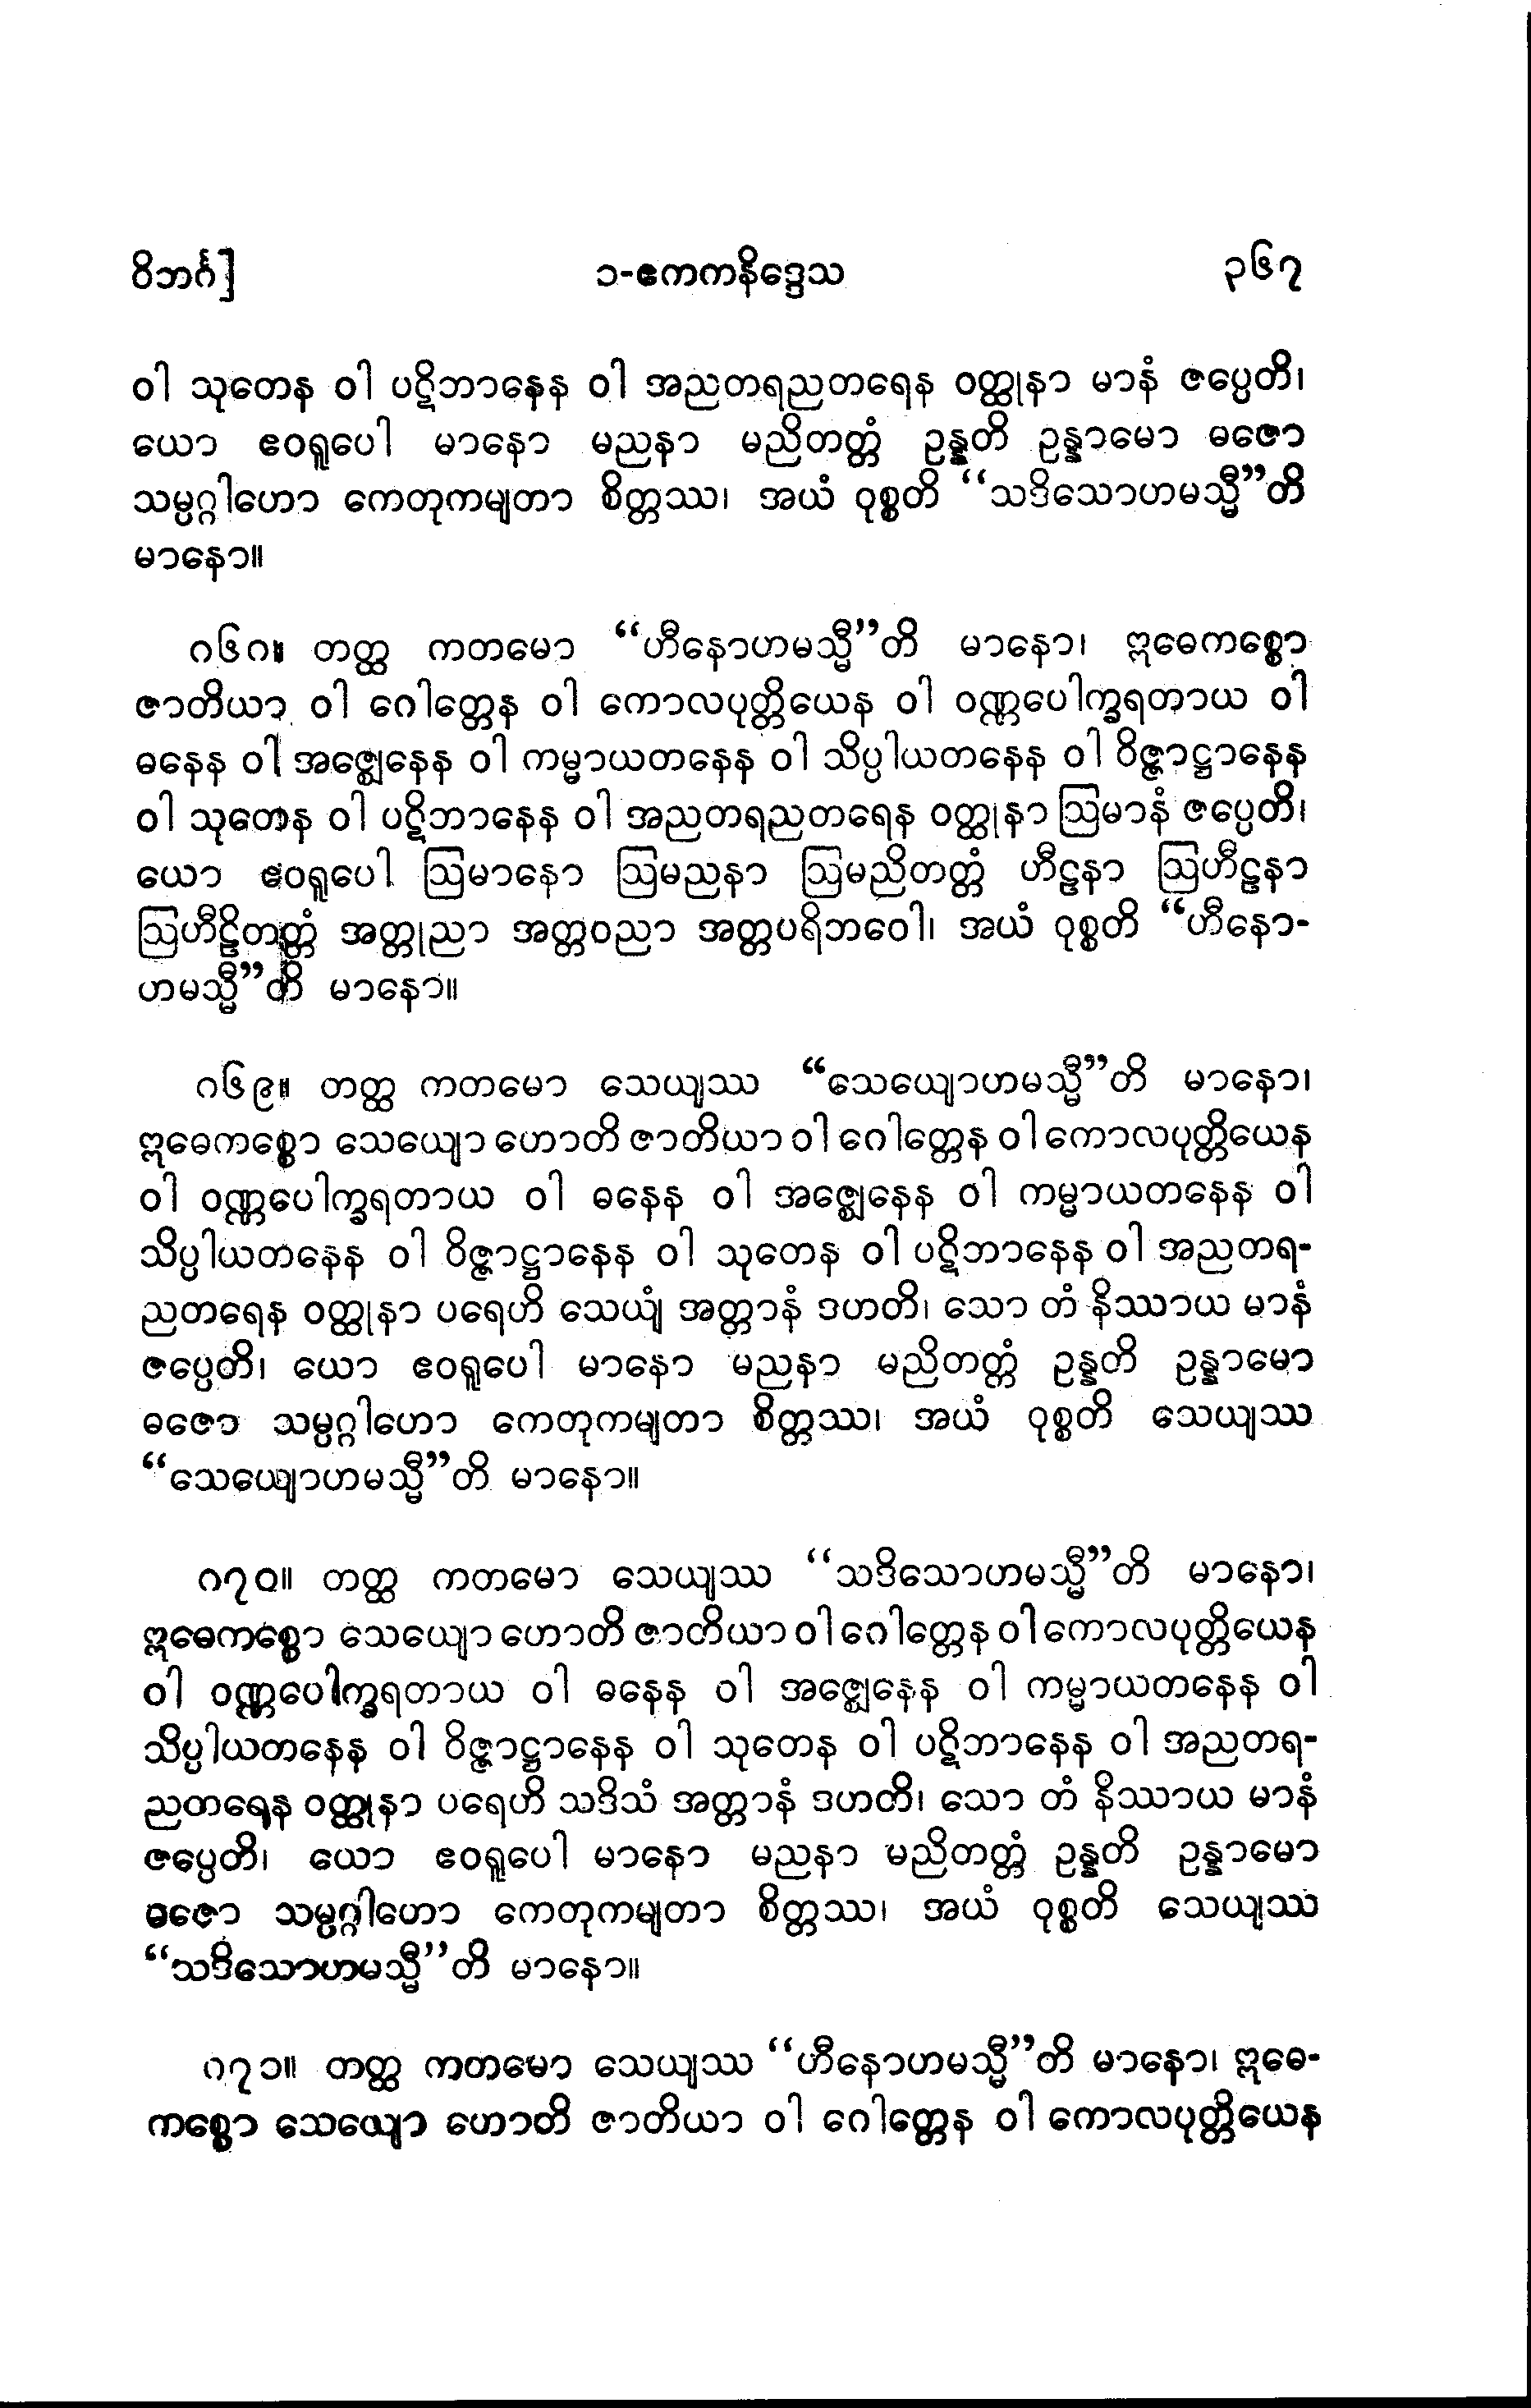 ဝိဘင်္ဂ]	၁-ဧကကနိဒ္ဒေသ	၃၆၇
ဝါ သုတေန ဝါ ပဋိဘာနေန ဝါ အညတရညတရေန ဝတ္ထုနာ မာနံ ဇပ္ပေတိ၊
ယော ဧဝရူပေါ မာနော မညနာ မညိတတ္တံ ဥန္နတိ ဥန္နာမော ဓဇော
သမ္ပဂ္ဂါဟော ကေတုကမျတာ စိတ္တဿ၊ အယံ ဝုစ္စတိ “သဒိသောဟမသ္မီ”တိ
မာနော။
၈၆၈။ တတ္ထ ကတမော “ဟီနောဟမသ္မီ”တိ မာနော၊ ဣဓေကစ္စော
ဇာတိယာ ဝါ ဂေါတ္တေန ဝါ ကောလပုတ္တိယေန ဝါ ဝဏ္ဏပေါက္ခရတာယ ဝါ
ဓနေန ဝါ အဇ္ဈေနေန ဝါ ကမ္မာယတနေန ဝါ သိပ္ပါယတနေန ဝါ ဝိဇ္ဇာဋ္ဌာနေန
ဝါ သုတေန ဝါ ပဋိဘာနေန ဝါ အညတရညတရေန ဝတ္ထုနာ ဩမာနံ ဇပ္ပေတိ၊
ယော ဧဝရူပေါ ဩမာနော ဩမညနာ ဩမညိတတ္တံ ဟီဠနာ ဩဟီဠနာ
ဩဟီဠိတတ္တံ အတ္တုညာ အတ္တဝညာ အတ္တပရိဘဝေါ၊ အယံ ဝုစ္စတိ “ဟီနော-
ဟမသ္မီ”တိ မာနော။
၈၆၉။ တတ္ထ ကတမော သေယျဿ “သေယျောဟမသ္မီ”တိ မာနော၊
ဣဓေကစ္စော သေယျော ဟောတိ ဇာတိယာ ဝါ ဂေါတ္တေန ဝါ ကောလပုတ္တိယေန
ဝါ ဝဏ္ဏပေါက္ခရတာယ ဝါ ဓနေန ဝါ အဇ္ဈေနေန ဝါ ကမ္မာယတနေန ဝါ
သိပ္ပါယတနေန ဝါ ဝိဇ္ဇာဋ္ဌာနေန ဝါ သုတေန ဝါ ပဋိဘာနေန ဝါ အညတရ-
ညတရေန ဝတ္ထုနာ ပရေဟိ သေယျံ အတ္တာနံ ဒဟတိ၊ သော တံ နိဿာယ မာနံ
ဇပ္ပေတိ၊ ယော ဧဝရူပေါ မာနော မညနာ မညိတတ္တံ ဥန္နတိ ဥန္နာမော
ဓဇော သမ္ပဂ္ဂါဟော ကေတုကမျတာ စိတ္တဿ၊ အယံ ဝုစ္စတိ သေယျဿ
“သေယျောဟမသ္မီ”တိ မာနော။
၈၇၀။ တတ္ထ ကတမော သေယျဿ “သဒိသောဟမသ္မီ”တိ မာနော၊
ဣဓေကစ္စော သေယျော ဟောတိ ဇာတိယာ ဝါ ဂေါတ္တေန ဝါ ကောလပုတ္တိယေန
ဝါ ဝဏ္ဏပေါက္ခရတာယ ဝါ ဓနေန ဝါ အဇ္ဈေနေန ဝါ ကမ္မာယတနေန ဝါ
သိပ္ပါယတနေန ဝါ ဝိဇ္ဇာဋ္ဌာနေန ဝါ သုတေန ဝါ ပဋိဘာနေန ဝါ အညတရ-
ညတရေန ဝတ္ထုနာ ပရေဟိ သဒိသံ အတ္တာနံ ဒဟတိ၊ သော တံ နိဿာယ မာနံ
ဇပ္ပေတိ၊ ယော ဧဝရူပေါ မာနော မညနာ မညိတတ္တံ ဥန္နတိ ဥန္နာမော
ဓဇော သမ္ပဂ္ဂါဟော ကေတုကမျတာ စိတ္တဿ၊ အယံ ဝုစ္စတိ သေယျဿ
“သဒိသောဟမသ္မီ”တိ မာနော။
၈၇၁။ တတ္ထ ကတမော သေယျဿ “ဟီနောဟမသ္မီ”တိ မာနော၊ ဣဓေ-
ကစ္စော သေယျော ဟောတိ ဇာတိယာ ဝါ ဂေါတ္တေန ဝါ ကောလပုတ္တိယေန